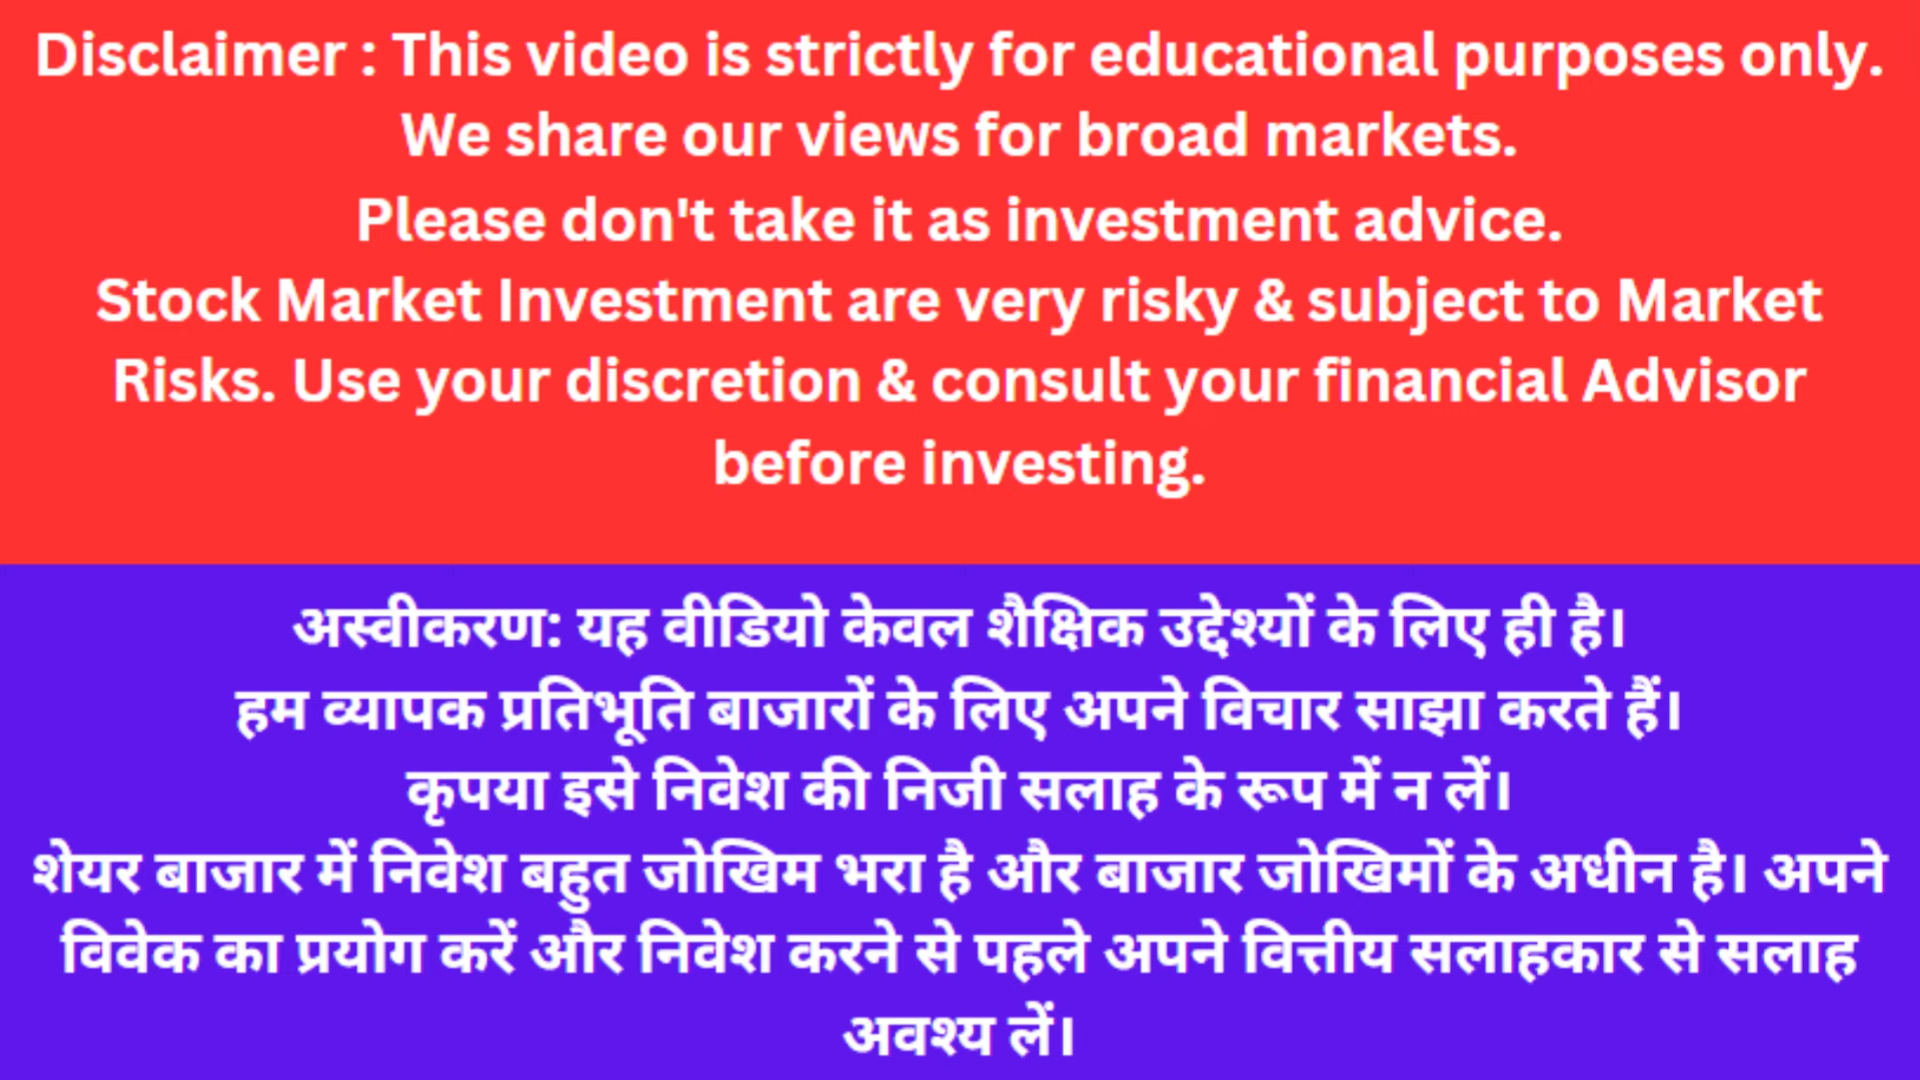 Disclaimer : This video is strictly for educational purposes only.
We share our views for broad markets.
Please don't take it as investment advice.
Stock Market Investment are very risky & subject to Market
Risks. Use your discretion & consult your financial Advisor
before investing.
अस्वीकरण: यह वीडियो केवल शैक्षिक उद्देश्यों के लिए ही है।
हम व्यापक प्रतिभूति बाजारों के लिए अपने विचार साझा करते हैं।
कृपया इसे निवेश की निजी सलाह के रूप में न लें।
शेयर बाजार में निवेश बहुत जोखिम भरा है और बाजार जोखिमों के अधीन है। अपने
विवेक का प्रयोग करें और निवेश करने से पहले अपने वित्तीय सलाहकार से सलाह
अवश्य लें।